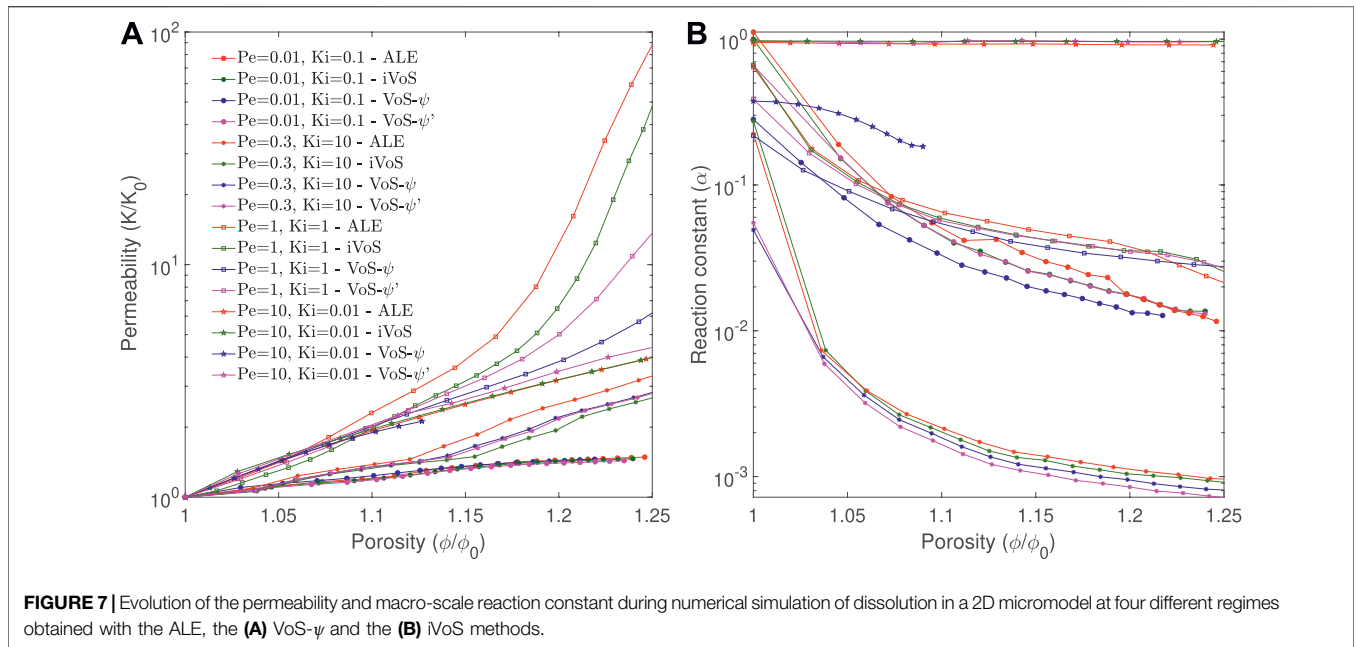 A
10^2
10^1
10^0
Permeability (K/K_0)
Pe=0.01, Ki=0.1 - ALE
Pe=0.01, Ki=0.1 - iVoS
Pe=0.01, Ki=0.1 - VoS-ψ
Pe=0.01, Ki=0.1 - VoS-ψ'
Pe=0.3, Ki=10 - ALE
Pe=0.3, Ki=10 - iVoS
Pe=0.3, Ki=10 - VoS-ψ
Pe=0.3, Ki=10 - VoS-ψ'
Pe=1, Ki=1 - ALE
Pe=1, Ki=1 - iVoS
Pe=1, Ki=1 - VoS-ψ
Pe=1, Ki=1 - VoS-ψ'
Pe=10, Ki=0.01 - ALE
Pe=10, Ki=0.01 - iVoS
Pe=10, Ki=0.01 - VoS-ψ
Pe=10, Ki=0.01 - VoS-ψ'
1 1.05 1.1 1.15 1.2 1.25
Porosity (ϕ/ϕ_0)
B
10^0
10^-1
10^-2
10^-3
Reaction constant (α)
1 1.05 1.1 1.15 1.2 1.25
Porosity (ϕ/ϕ_0)
FIGURE 7 | Evolution of the permeability and macro-scale reaction constant during numerical simulation of dissolution in a 2D micromodel at four different regimes
obtained with the ALE, the (A) VoS-ψ and the (B) iVoS methods.